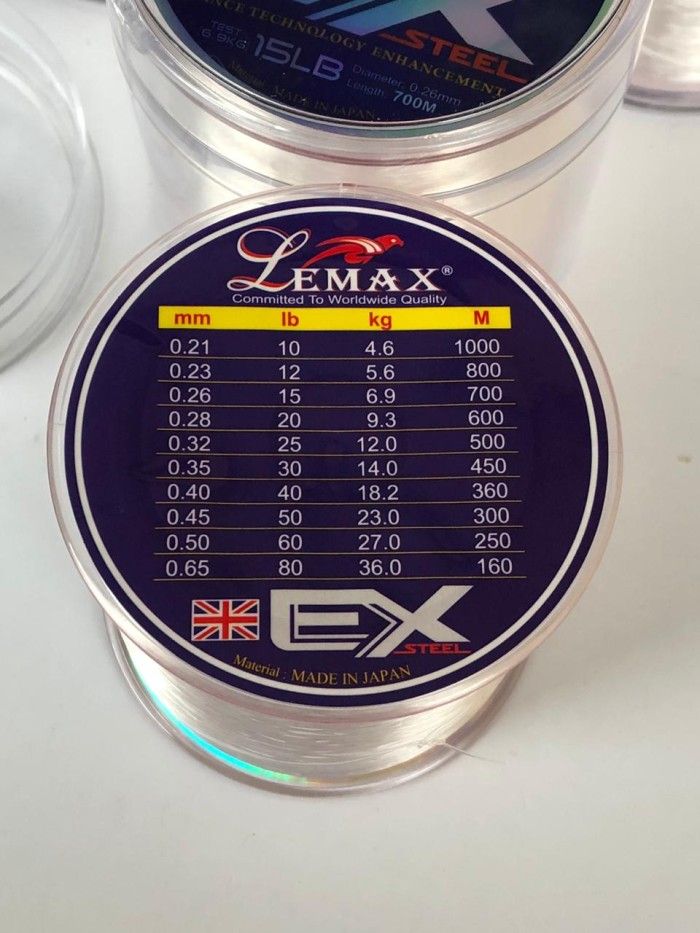 EX
STEEL
ANCE TECHNOLOGY ENHANCEMENT
TEST
6.9KG
15LB
Diameter: 0.26mm
Length: 700M
Material: MADE IN JAPAN
LEMAX®
Committed To Worldwide Quality
mm lb kg M
0.21 10 4.6 1000
0.23 12 5.6 800
0.26 15 6.9 700
0.28 20 9.3 600
0.32 25 12.0 500
0.35 30 14.0 450
0.40 40 18.2 360
0.45 50 23.0 300
0.50 60 27.0 250
0.65 80 36.0 160
EX
STEEL
Material : MADE IN JAPAN